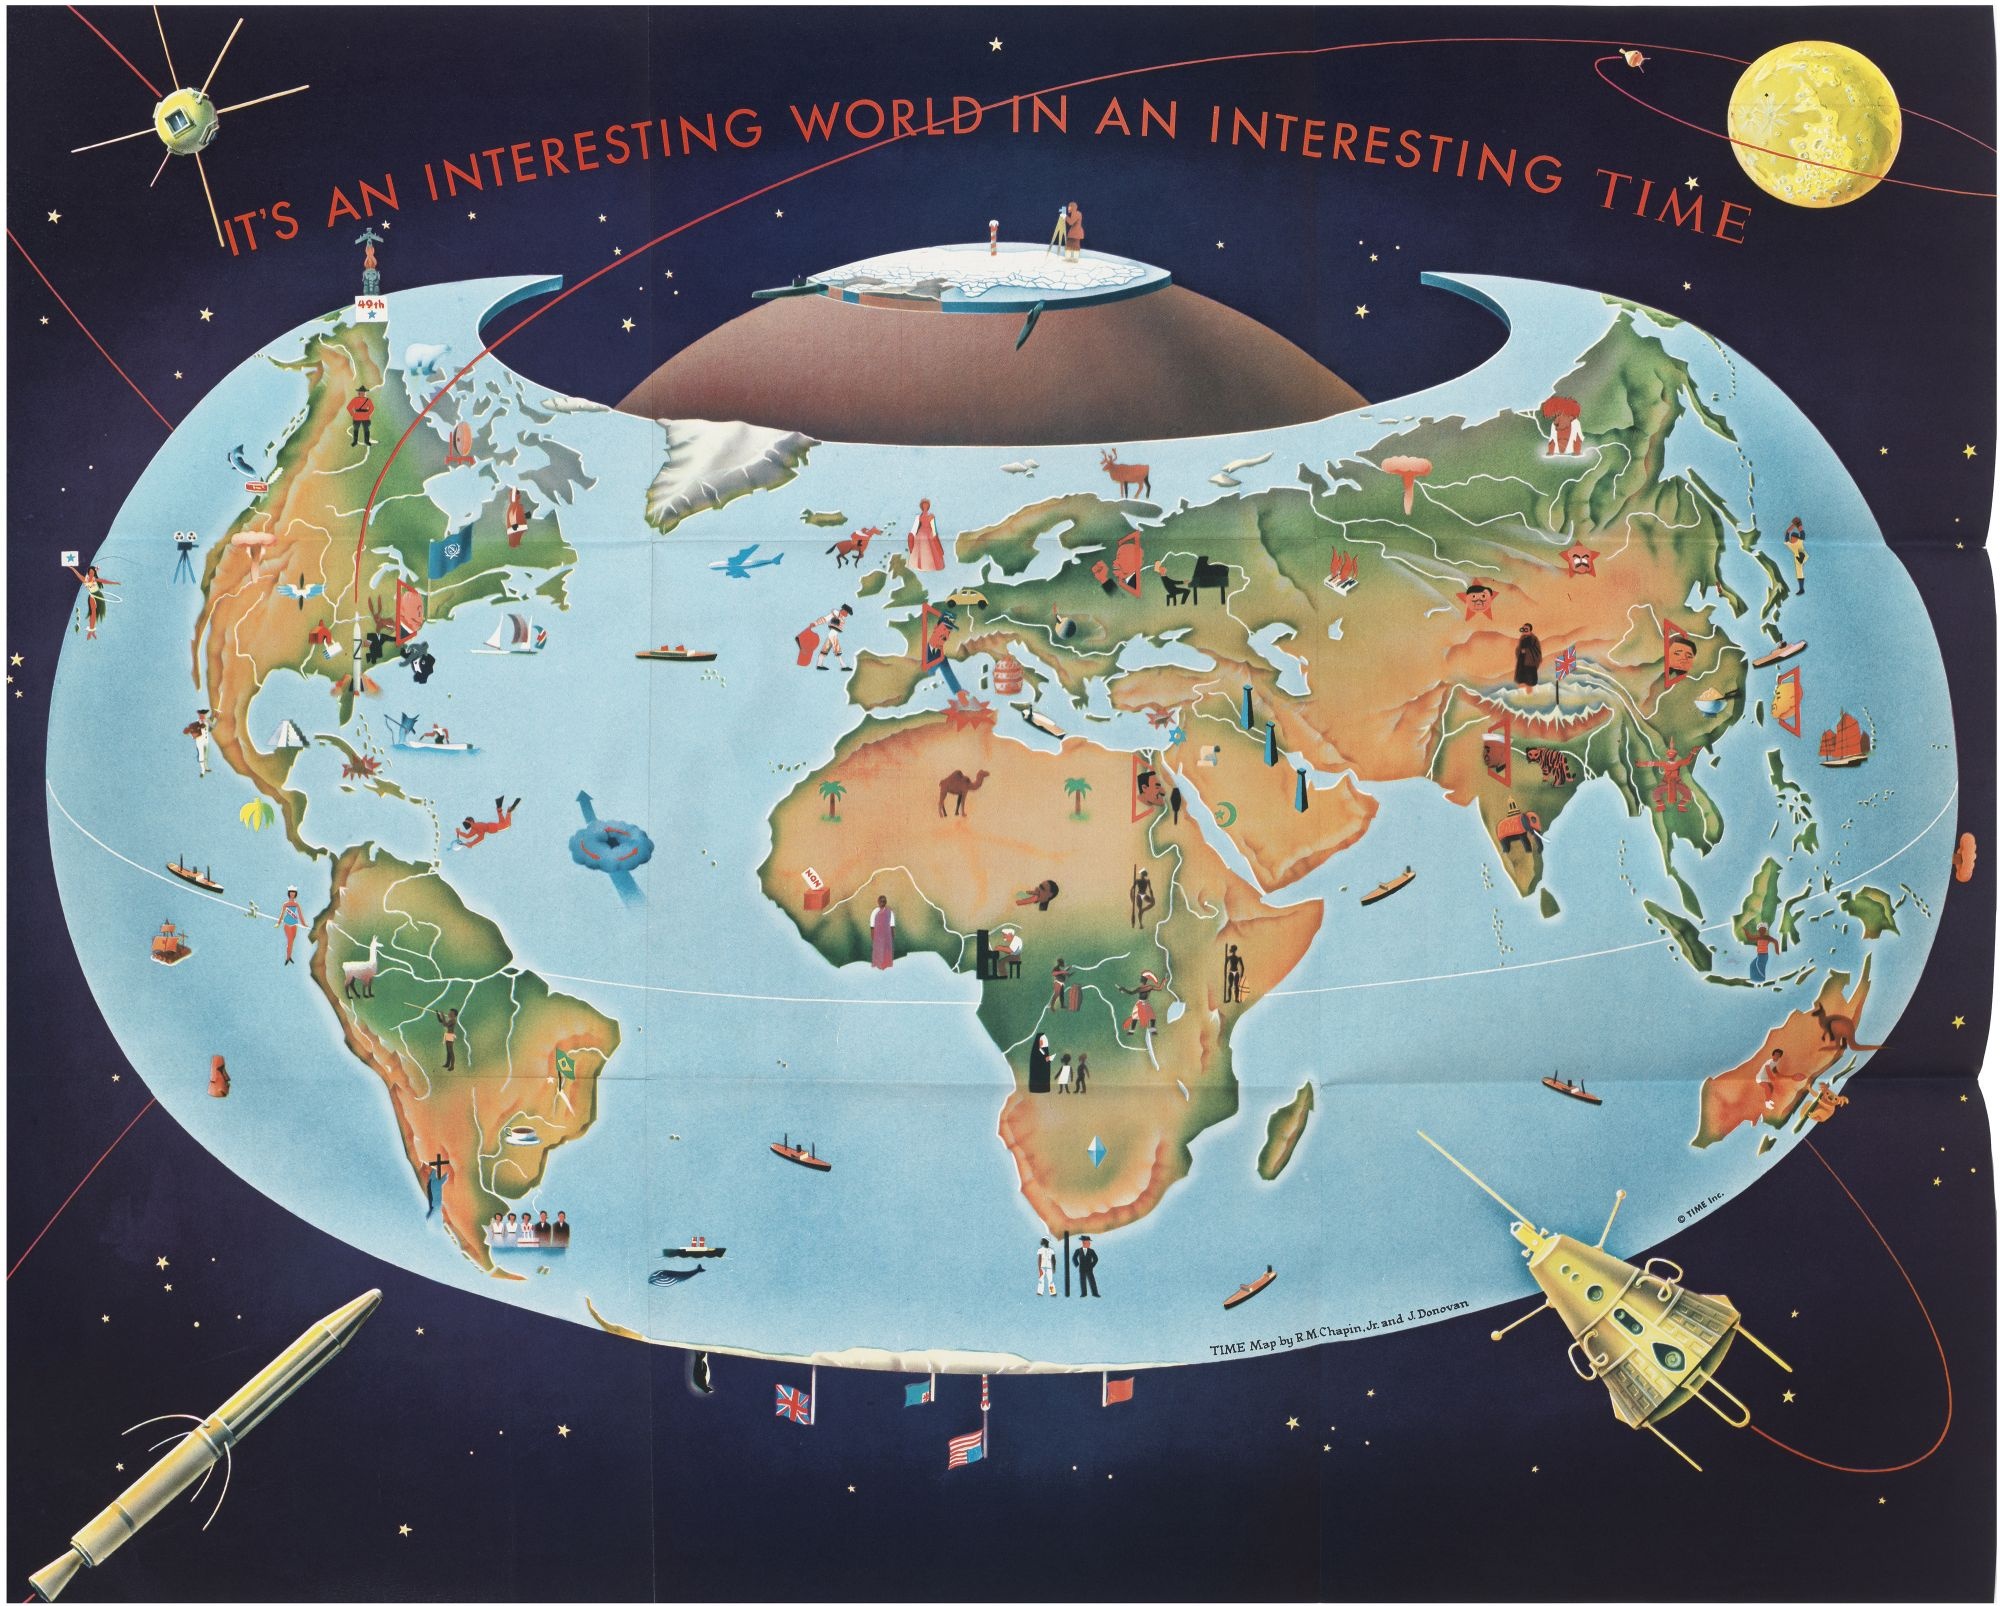 IT'S AN INTERESTING WORLD IN AN INTERESTING TIME
49th
NON
© TIME Inc.
TIME Map by R.M. Chapin, Jr. and J. Donovan